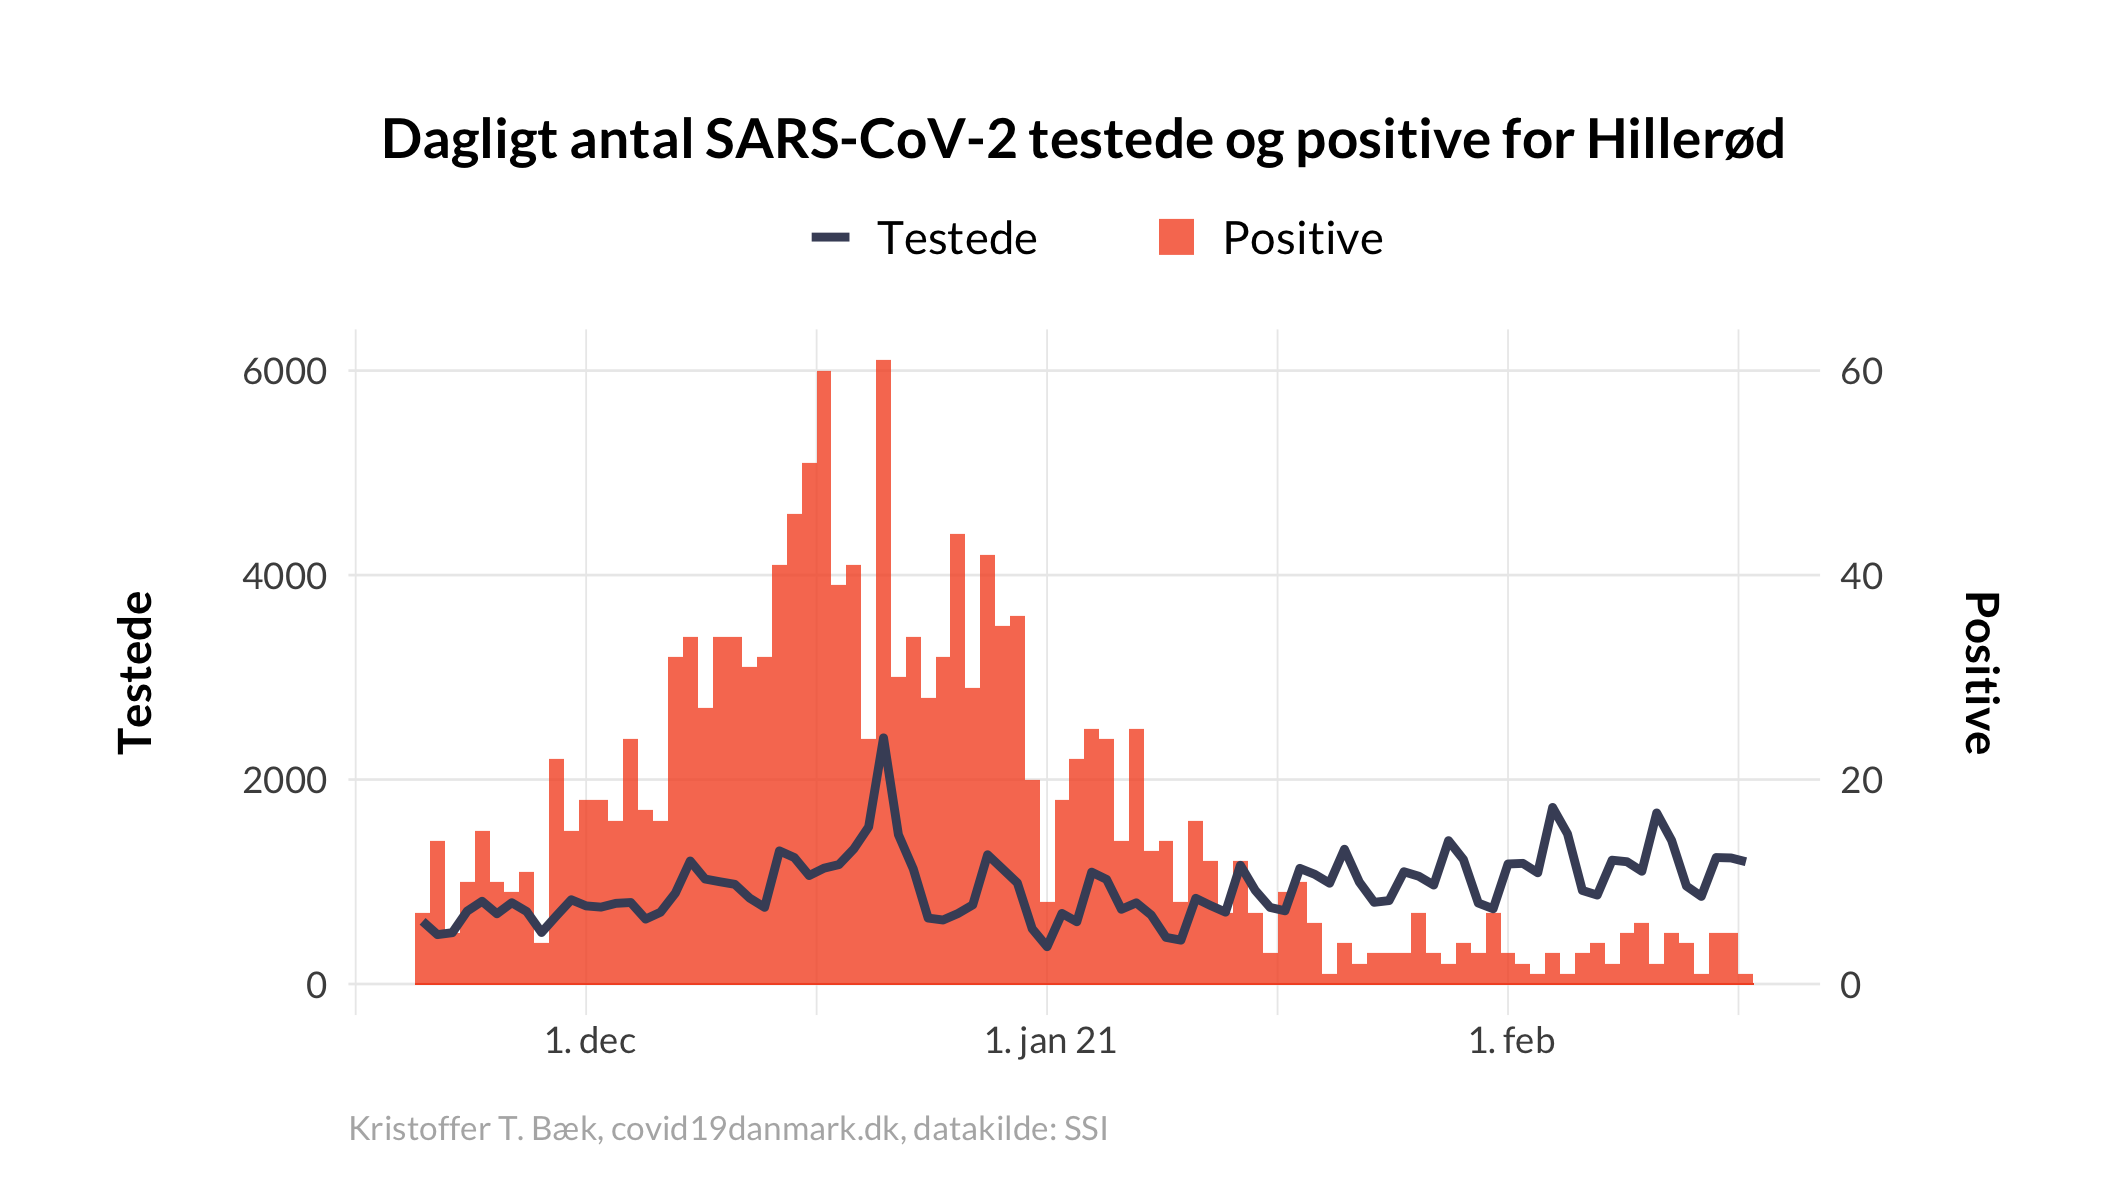 Dagligt antal SARS-CoV-2 testede og positive for Hillerød
Testede Positive
6000 60
4000 40
2000 20
0 0
Testede
Positive
1. dec 1. jan 21 1. feb
Kristoffer T. Bæk, covid19danmark.dk, datakilde: SSI